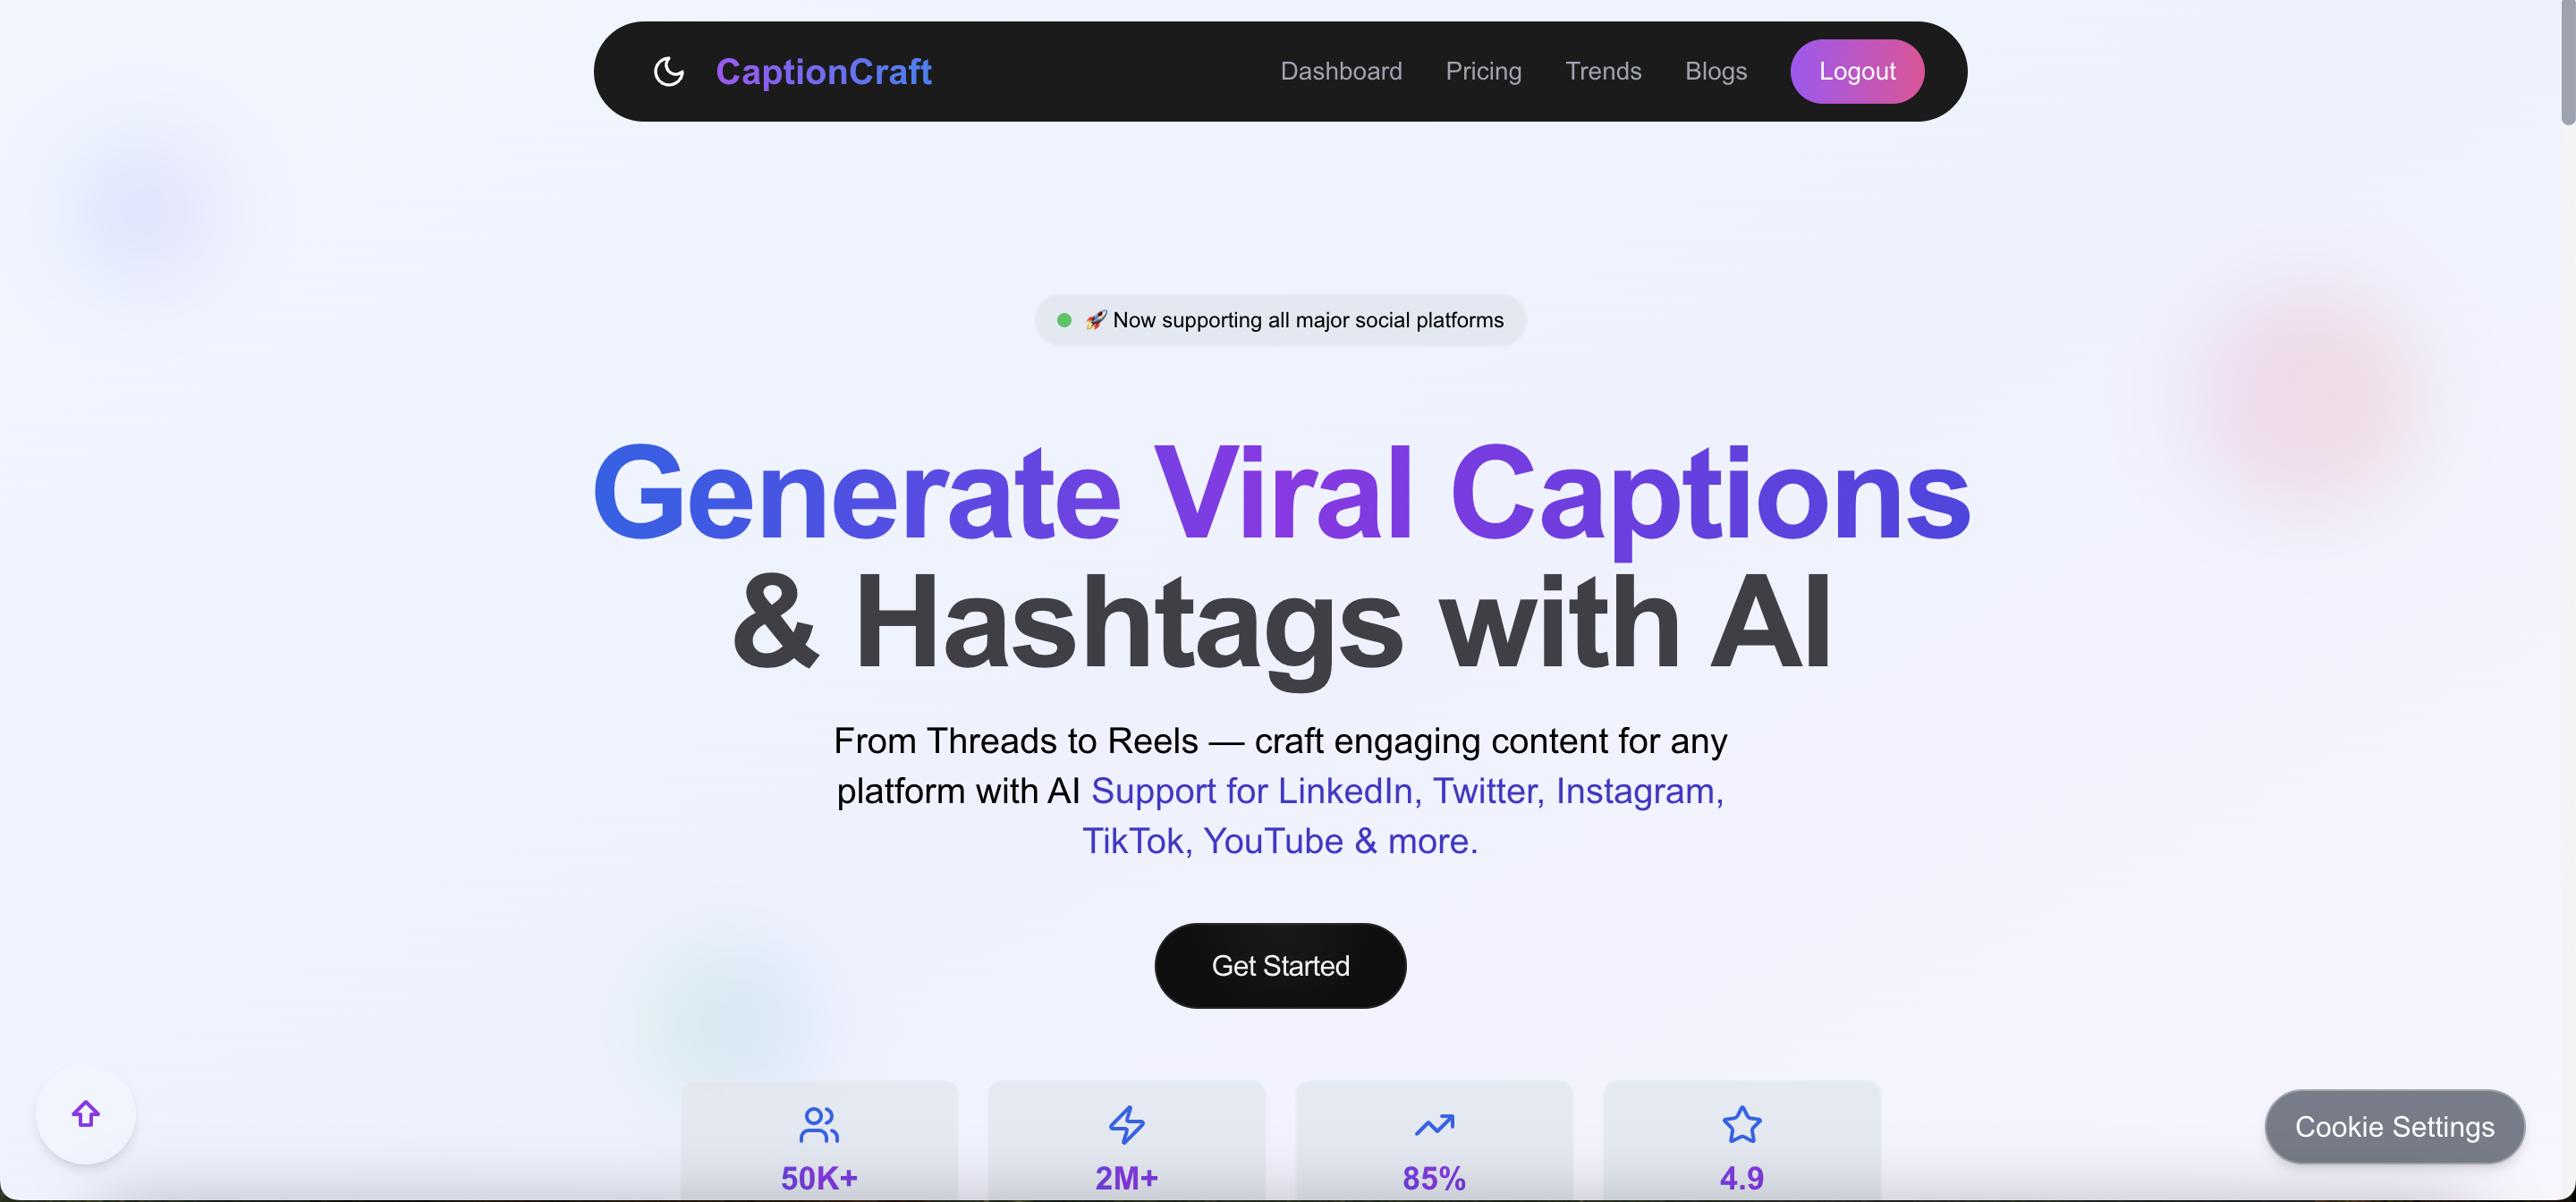 CaptionCraft Dashboard Pricing Trends Blogs Logout
🚀 Now supporting all major social platforms
Generate Viral Captions
& Hashtags with AI
From Threads to Reels — craft engaging content for any
platform with AI Support for LinkedIn, Twitter, Instagram,
TikTok, YouTube & more.
Get Started
Cookie Settings
50K+ 2M+ 85% 4.9